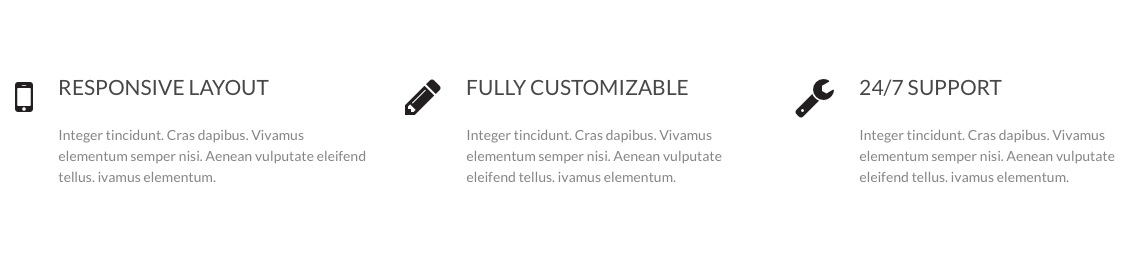 RESPONSIVE LAYOUT
Integer tincidunt. Cras dapibus. Vivamus
elementum semper nisi. Aenean vulputate eleifend
tellus. ivamus elementum.
FULLY CUSTOMIZABLE
Integer tincidunt. Cras dapibus. Vivamus
elementum semper nisi. Aenean vulputate
eleifend tellus. ivamus elementum.
24/7 SUPPORT
Integer tincidunt. Cras dapibus. Vivamus
elementum semper nisi. Aenean vulputate
eleifend tellus. ivamus elementum.